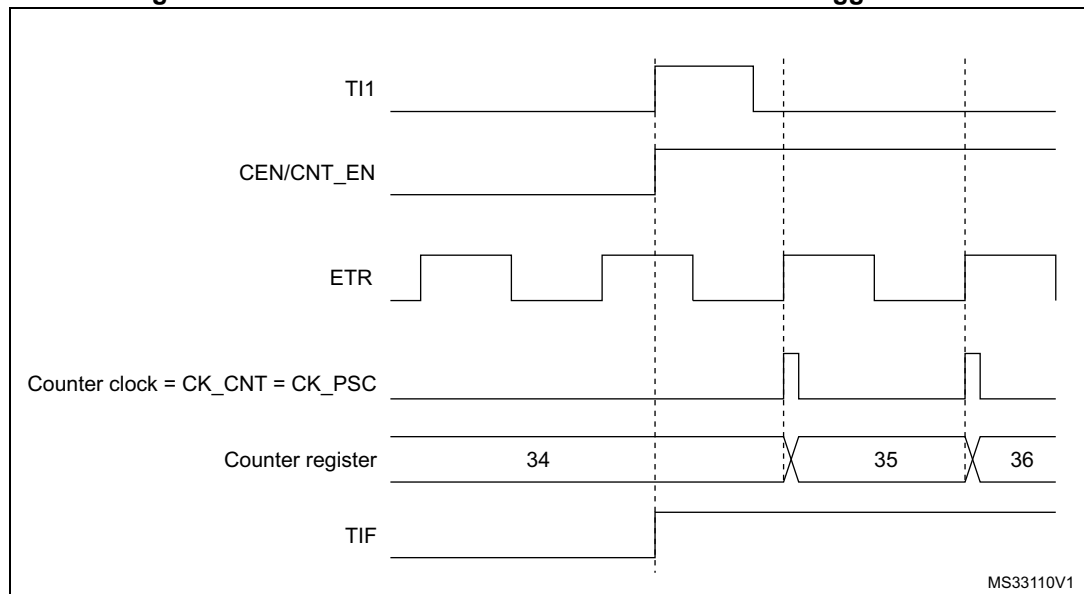 TI1
CEN/CNT_EN
ETR
Counter clock = CK_CNT = CK_PSC
Counter register 34 35 36
TIF
MS33110V1